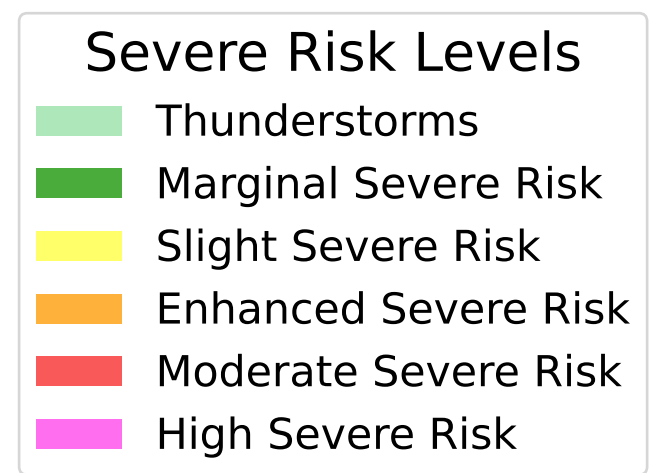 Severe Risk Levels
Thunderstorms
Marginal Severe Risk
Slight Severe Risk
Enhanced Severe Risk
Moderate Severe Risk
High Severe Risk